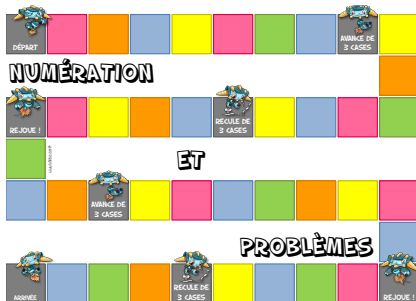 DÉPART
AVANCE DE
3 CASES
NUMÉRATION
REJOUE !
RECULE DE
3 CASES
ET
AVANCE DE
3 CASES
PROBLÈMES
ARRIVÉE
RECULE DE
3 CASES
REJOUE !